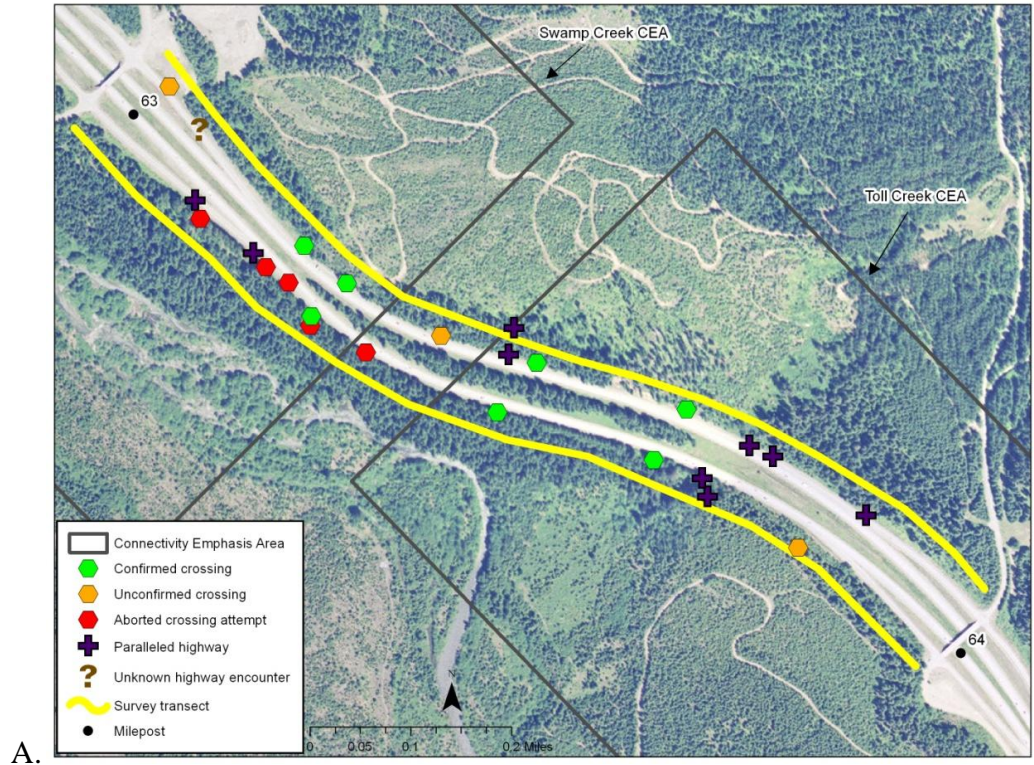 Swamp Creek CEA
63
Toll Creek CEA
Connectivity Emphasis Area
Confirmed crossing
Unconfirmed crossing
Aborted crossing attempt
Paralleled highway
? Unknown highway encounter
Survey transect
Milepost
?
64
N
0 0.05 0.1 0.2 Miles
A.